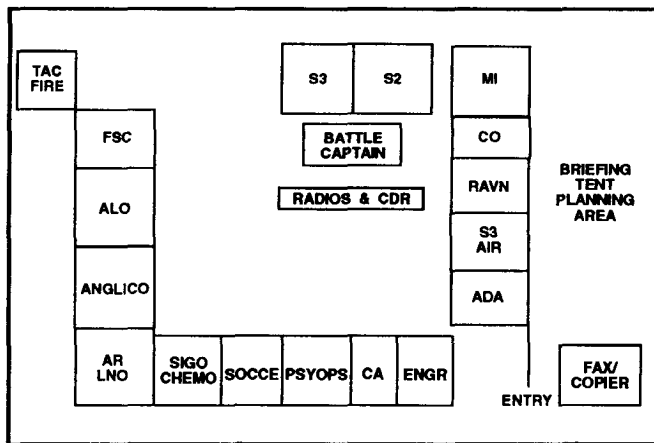 TAC
FIRE
S3
S2
MI
FSC
BATTLE
CAPTAIN
CO
ALO
RADIOS & CDR
RAVN
BRIEFING
TENT
PLANNING
AREA
S3
AIR
ANGLICO
ADA
AR
LNO
SIGO
CHEMO
SOCCE
PSYOPS
CA
ENGR
FAX/
COPIER
ENTRY